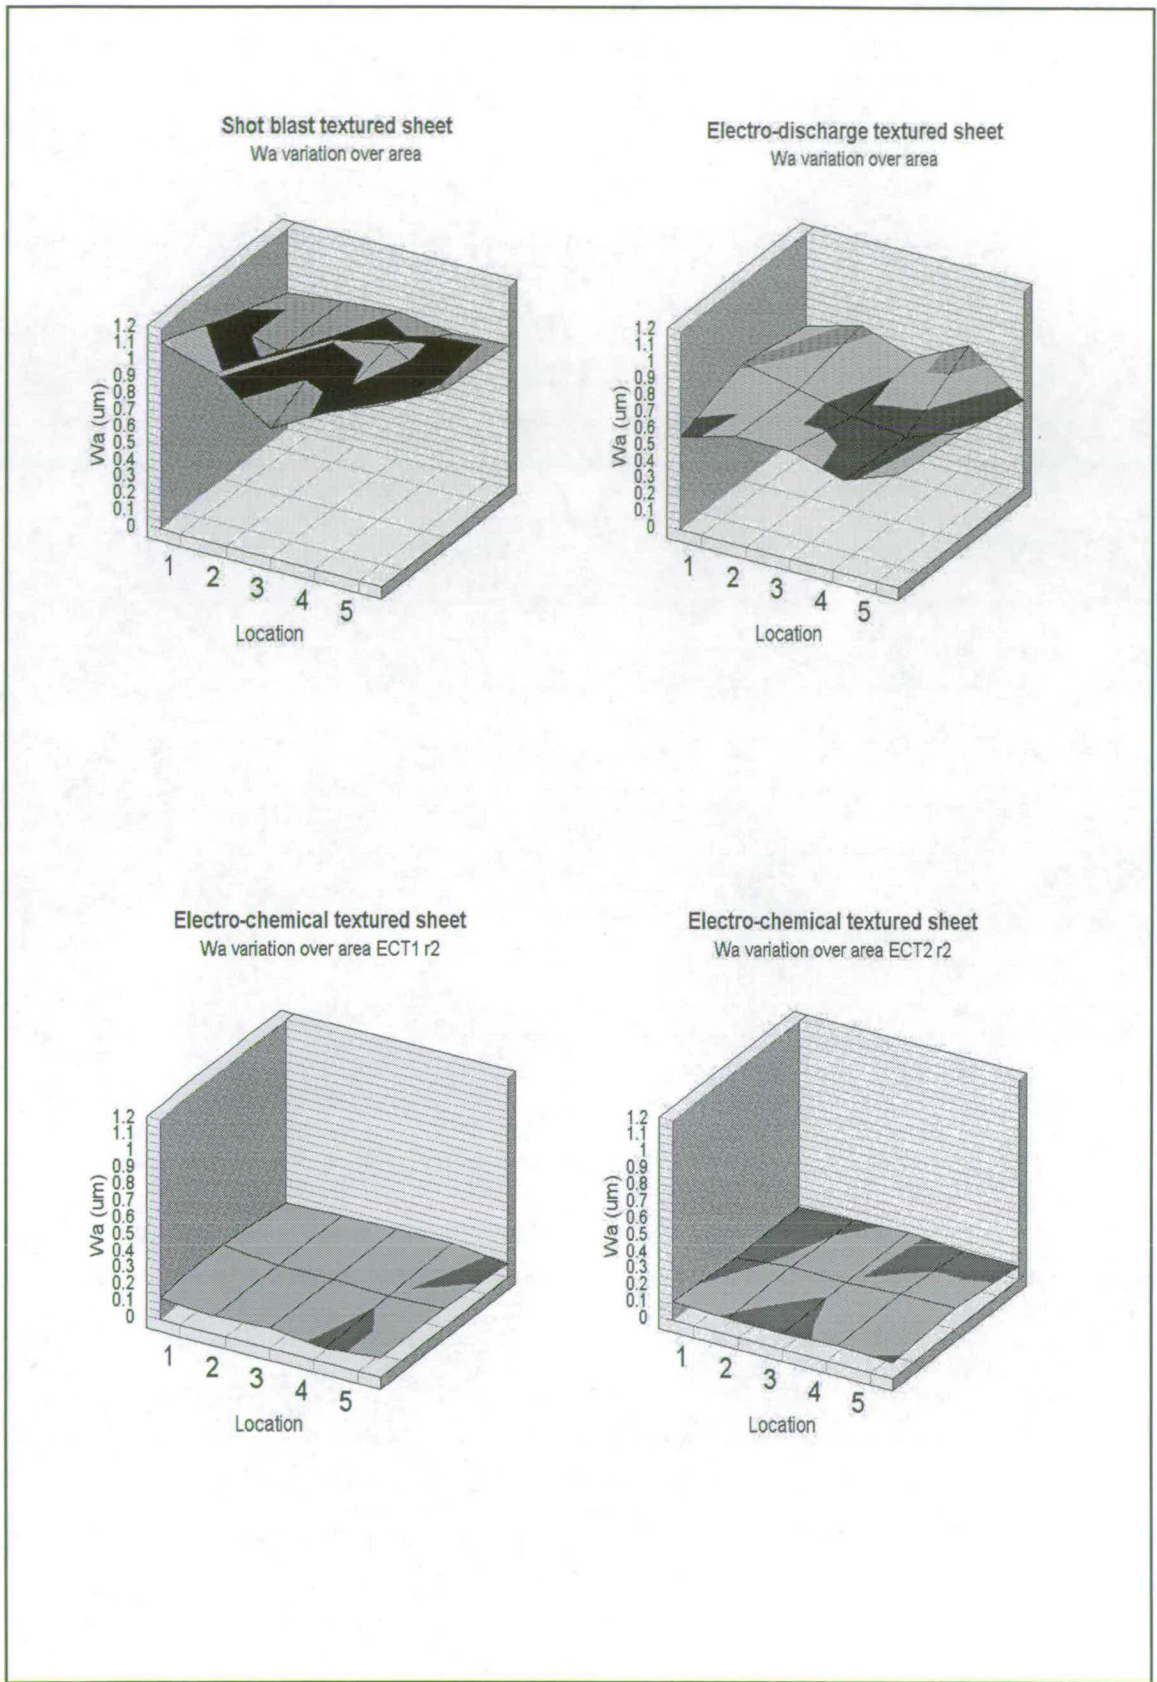 Shot blast textured sheet
Wa variation over area
1.2
1.1
1
0.9
0.8
0.7
0.6
0.5
0.4
0.3
0.2
0.1
0
Wa (um)
1 2 3 4 5
Location
Electro-discharge textured sheet
Wa variation over area
1.2
1.1
1
0.9
0.8
0.7
0.6
0.5
0.4
0.3
0.2
0.1
0
Wa (um)
1 2 3 4 5
Location
Electro-chemical textured sheet
Wa variation over area ECT1 r2
1.2
1.1
1
0.9
0.8
0.7
0.6
0.5
0.4
0.3
0.2
0.1
0
Wa (um)
1 2 3 4 5
Location
Electro-chemical textured sheet
Wa variation over area ECT2 r2
1.2
1.1
1
0.9
0.8
0.7
0.6
0.5
0.4
0.3
0.2
0.1
0
Wa (um)
1 2 3 4 5
Location